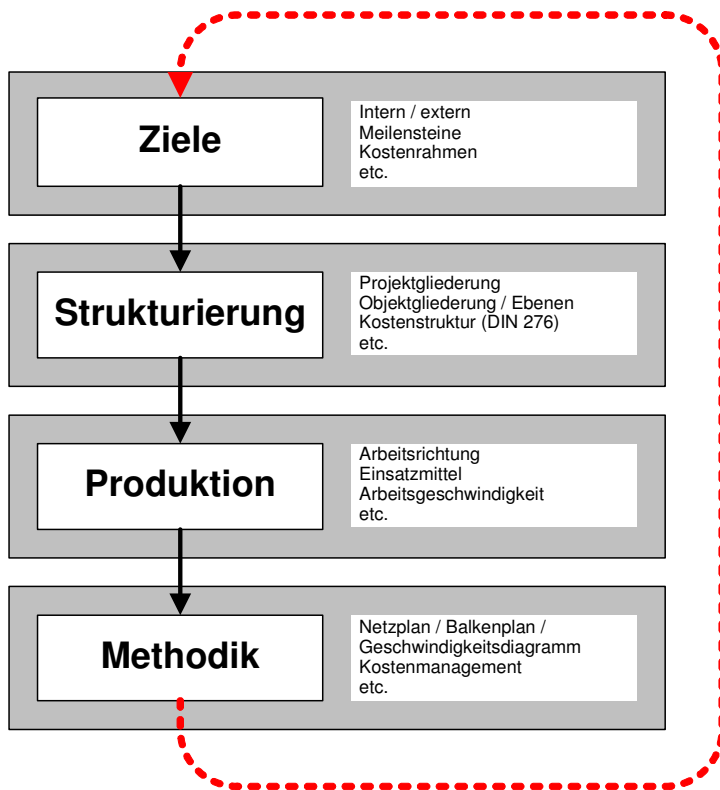 Ziele
Intern / extern
Meilensteine
Kostenrahmen
etc.
Strukturierung
Projektgliederung
Objektgliederung / Ebenen
Kostenstruktur (DIN 276)
etc.
Produktion
Arbeitsrichtung
Einsatzmittel
Arbeitsgeschwindigkeit
etc.
Methodik
Netzplan / Balkenplan /
Geschwindigkeitsdiagramm
Kostenmanagement
etc.